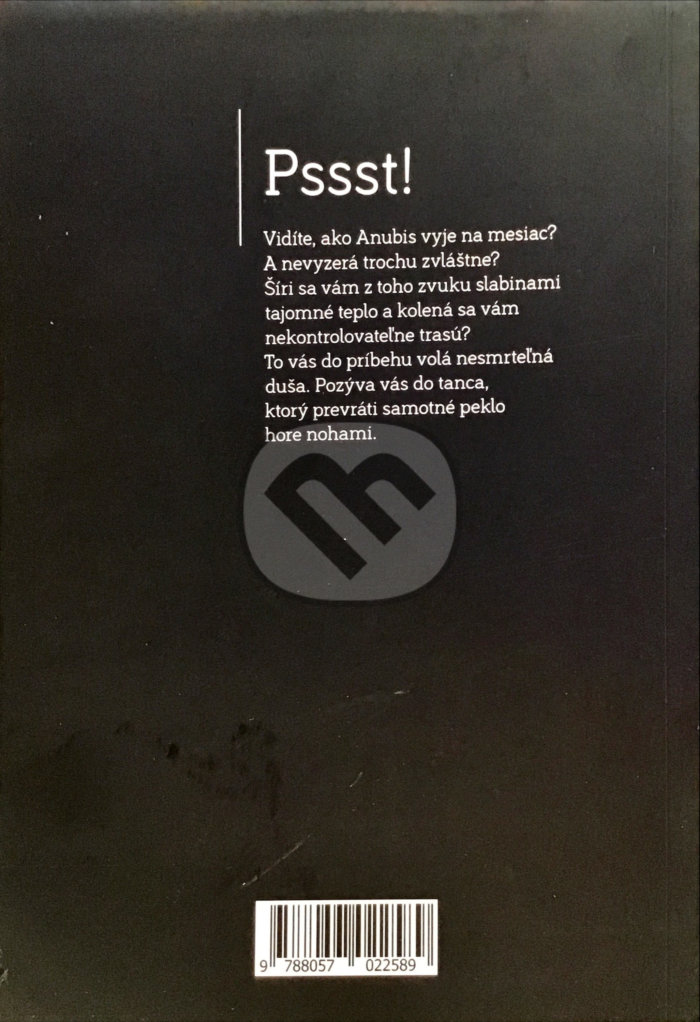 Pssst!
Vidíte, ako Anubis vyje na mesiac?
A nevyzerá trochu zvláštne?
Šíri sa vám z toho zvuku slabinami
tajomné teplo a kolená sa vám
nekontrolovateľne trasú?
To vás do príbehu volá nesmrteľná
duša. Pozýva vás do tanca,
ktorý prevráti samotné peklo
hore nohami.
m
9 788057 022589